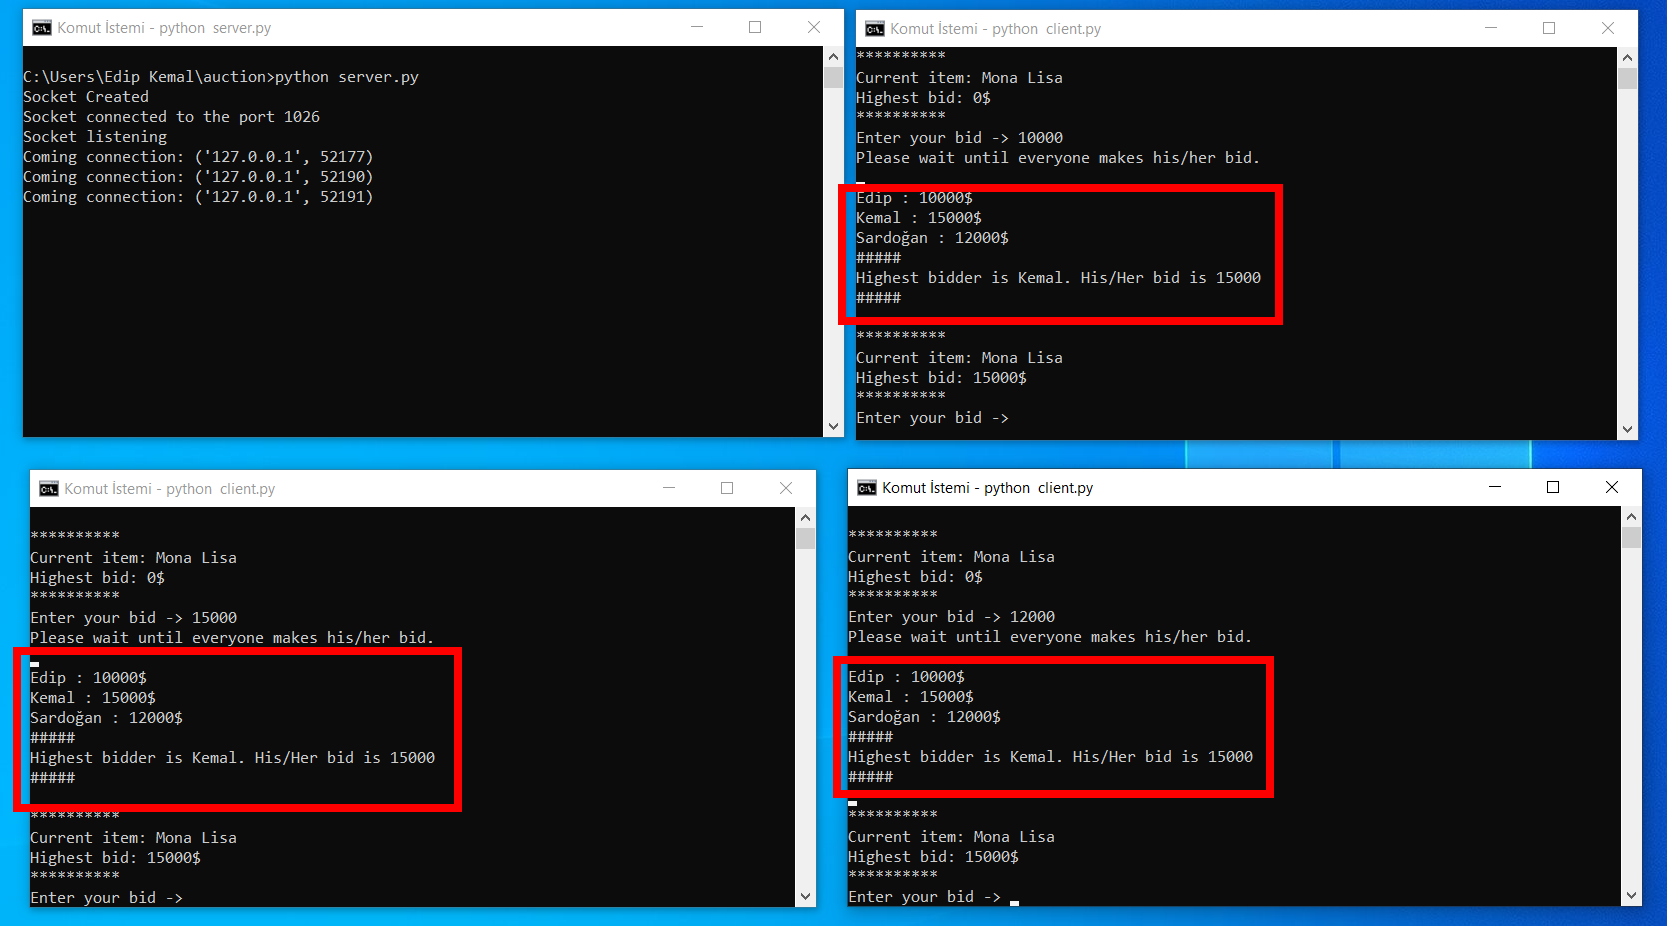 Komut İstemi - python  server.py
C:\Users\Edip Kemal\auction>python server.py
Socket Created
Socket connected to the port 1026
Socket listening
Coming connection: ('127.0.0.1', 52177)
Coming connection: ('127.0.0.1', 52190)
Coming connection: ('127.0.0.1', 52191)
Komut İstemi - python  client.py
**********
Current item: Mona Lisa
Highest bid: 0$
**********
Enter your bid -> 10000
Please wait until everyone makes his/her bid.
Edip : 10000$
Kemal : 15000$
Sardoğan : 12000$
#####
Highest bidder is Kemal. His/Her bid is 15000
#####
**********
Current item: Mona Lisa
Highest bid: 15000$
**********
Enter your bid ->
Komut İstemi - python  client.py
**********
Current item: Mona Lisa
Highest bid: 0$
**********
Enter your bid -> 15000
Please wait until everyone makes his/her bid.
Edip : 10000$
Kemal : 15000$
Sardoğan : 12000$
#####
Highest bidder is Kemal. His/Her bid is 15000
#####
**********
Current item: Mona Lisa
Highest bid: 15000$
**********
Enter your bid ->
Komut İstemi - python  client.py
**********
Current item: Mona Lisa
Highest bid: 0$
**********
Enter your bid -> 12000
Please wait until everyone makes his/her bid.
Edip : 10000$
Kemal : 15000$
Sardoğan : 12000$
#####
Highest bidder is Kemal. His/Her bid is 15000
#####
**********
Current item: Mona Lisa
Highest bid: 15000$
**********
Enter your bid ->